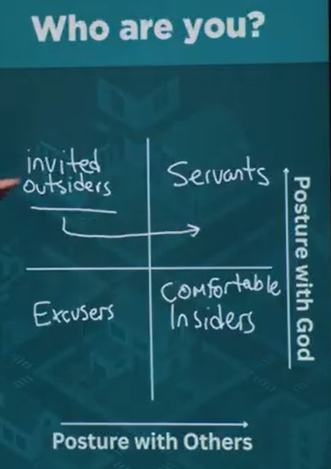 Who are you?
invited
outsiders
Servants
Excusers
Comfortable
Insiders
Posture with God
Posture with Others